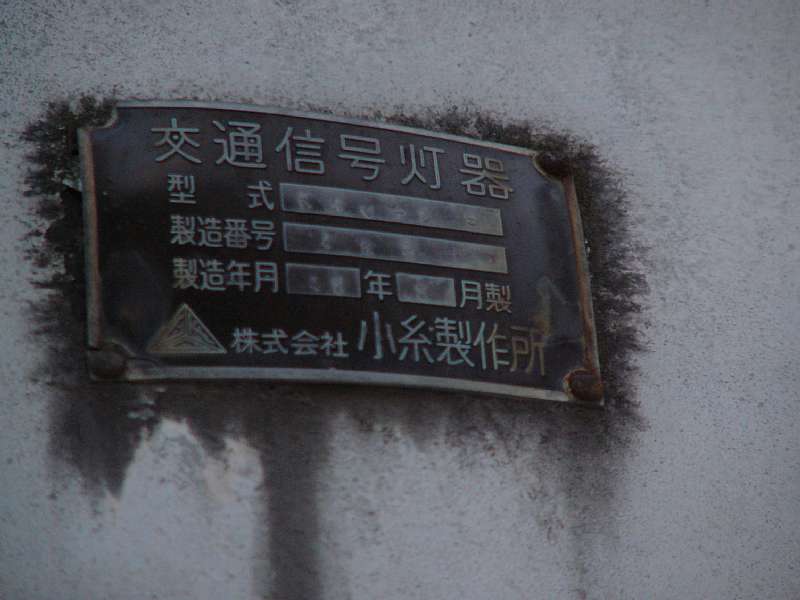 交通信号灯器
型式
製造番号
製造年月 年 月製
株式会社 小糸製作所